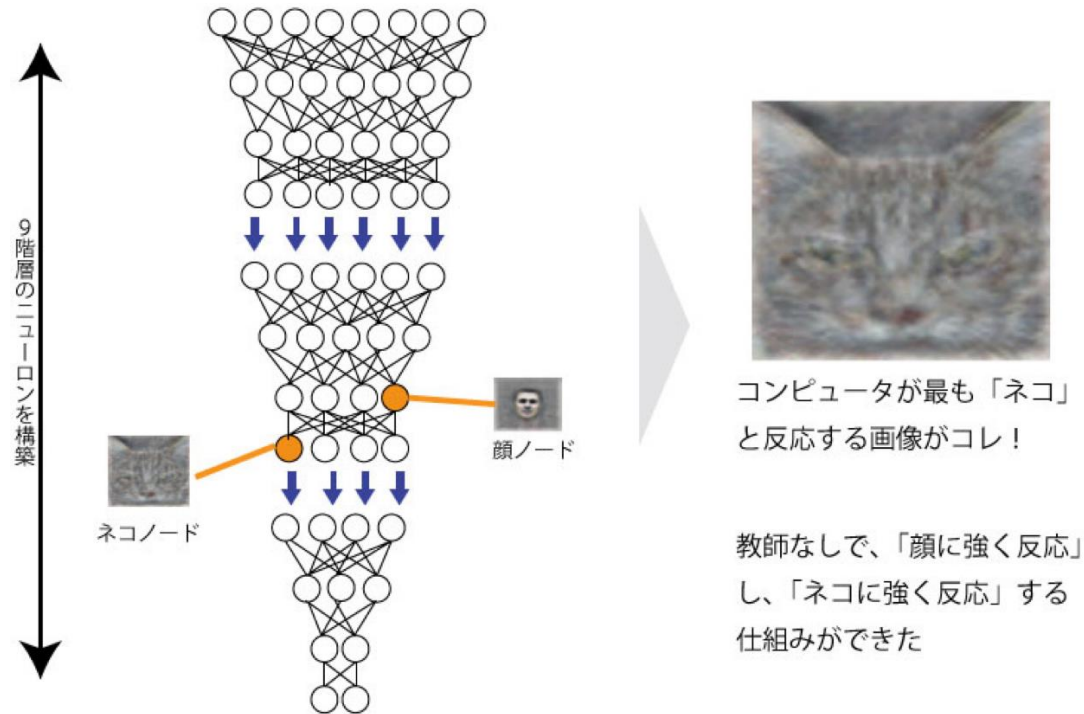 9階層のニューロンを構築
ネコノード
顔ノード
コンピュータが最も「ネコ」
と反応する画像がコレ！
教師なしで、「顔に強く反応」
し、「ネコに強く反応」する
仕組みができた